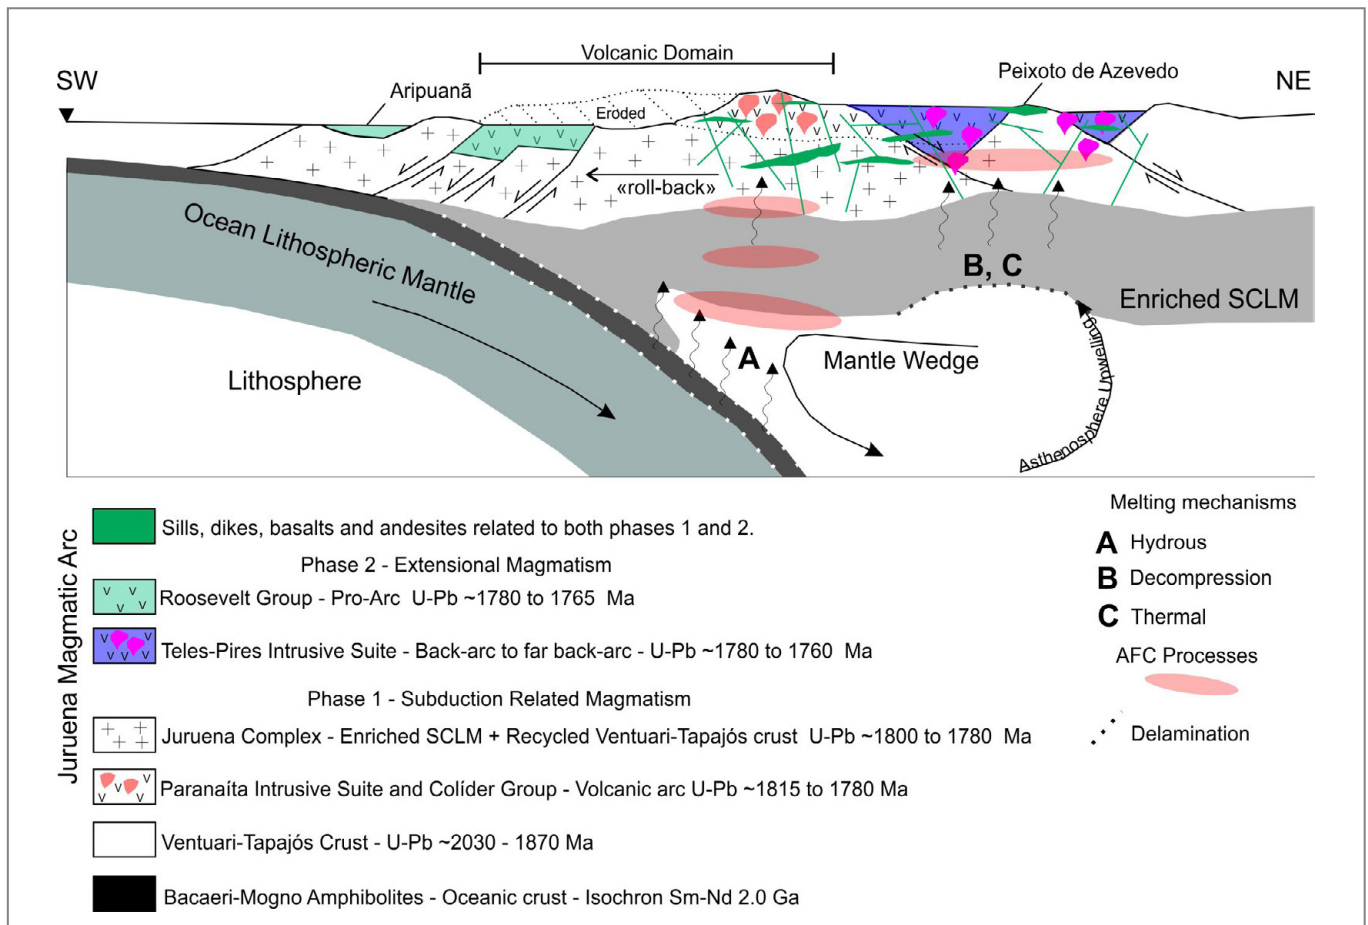 Volcanic Domain
SW
Aripuanã
Eroded
Peixoto de Azevedo
NE
«roll-back»
Ocean Lithospheric Mantle
B, C
Enriched SCLM
A
Mantle Wedge
Lithosphere
Asthenosphere Upwelling
Juruena Magmatic Arc
Sills, dikes, basalts and andesites related to both phases 1 and 2.
Phase 2 - Extensional Magmatism
Roosevelt Group - Pro-Arc U-Pb ~1780 to 1765 Ma
Teles-Pires Intrusive Suite - Back-arc to far back-arc - U-Pb ~1780 to 1760 Ma
Phase 1 - Subduction Related Magmatism
Juruena Complex - Enriched SCLM + Recycled Ventuari-Tapajós crust U-Pb ~1800 to 1780 Ma
Paranaíta Intrusive Suite and Colíder Group - Volcanic arc U-Pb ~1815 to 1780 Ma
Ventuari-Tapajós Crust - U-Pb ~2030 - 1870 Ma
Bacaeri-Mogno Amphibolites - Oceanic crust - Isochron Sm-Nd 2.0 Ga
Melting mechanisms
A Hydrous
B Decompression
C Thermal
AFC Processes
Delamination